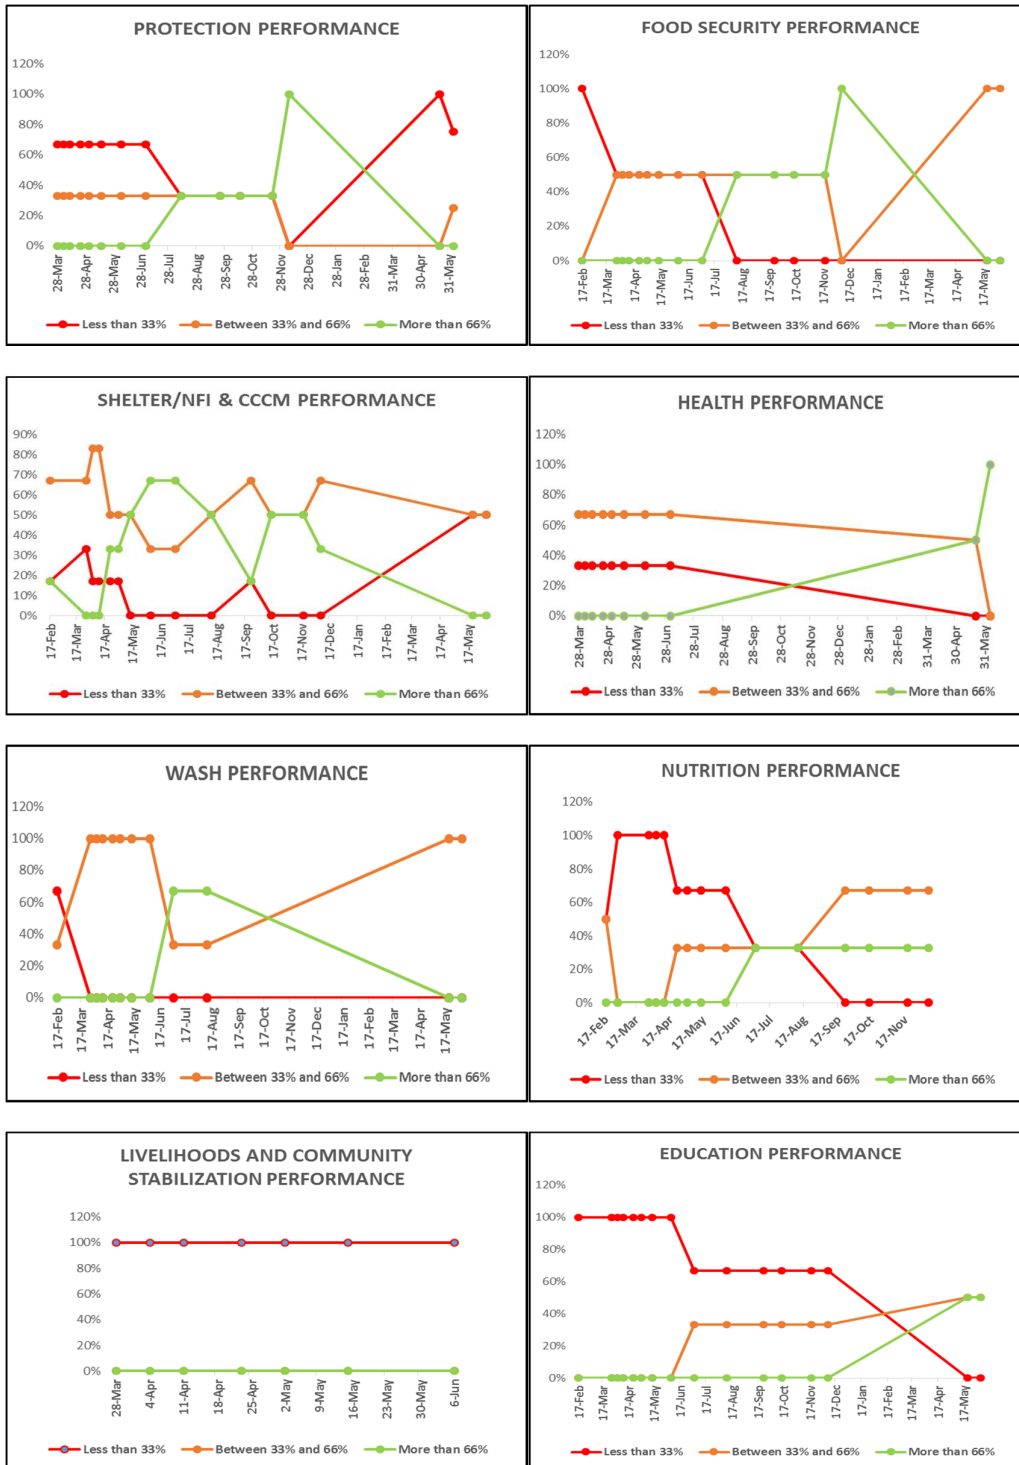 PROTECTION PERFORMANCE
120%
100%
80%
60%
40%
20%
0%
28-Mar
28-Apr
28-May
28-Jun
28-Jul
28-Aug
28-Sep
28-Oct
28-Nov
28-Dec
28-Jan
28-Feb
31-Mar
30-Apr
31-May
Less than 33% Between 33% and 66% More than 66%
FOOD SECURITY PERFORMANCE
120%
100%
80%
60%
40%
20%
0%
17-Feb
17-Mar
17-Apr
17-May
17-Jun
17-Jul
17-Aug
17-Sep
17-Oct
17-Nov
17-Dec
17-Jan
17-Feb
17-Mar
17-Apr
17-May
Less than 33% Between 33% and 66% More than 66%
SHELTER/NFI & CCCM PERFORMANCE
90%
80%
70%
60%
50%
40%
30%
20%
10%
0%
17-Feb
17-Mar
17-Apr
17-May
17-Jun
17-Jul
17-Aug
17-Sep
17-Oct
17-Nov
17-Dec
17-Jan
17-Feb
17-Mar
17-Apr
17-May
Less than 33% Between 33% and 66% More than 66%
HEALTH PERFORMANCE
120%
100%
80%
60%
40%
20%
0%
28-Mar
28-Apr
28-May
28-Jun
28-Jul
28-Aug
28-Sep
28-Oct
28-Nov
28-Dec
28-Jan
28-Feb
31-Mar
30-Apr
31-May
Less than 33% Between 33% and 66% More than 66%
WASH PERFORMANCE
120%
100%
80%
60%
40%
20%
0%
17-Feb
17-Mar
17-Apr
17-May
17-Jun
17-Jul
17-Aug
17-Sep
17-Oct
17-Nov
17-Dec
17-Jan
17-Feb
17-Mar
17-Apr
17-May
Less than 33% Between 33% and 66% More than 66%
NUTRITION PERFORMANCE
120%
100%
80%
60%
40%
20%
0%
17-Feb
17-Mar
17-Apr
17-May
17-Jun
17-Jul
17-Aug
17-Sep
17-Oct
17-Nov
Less than 33% Between 33% and 66% More than 66%
LIVELIHOODS AND COMMUNITY
STABILIZATION PERFORMANCE
120%
100%
80%
60%
40%
20%
0%
28-Mar
4-Apr
11-Apr
18-Apr
25-Apr
2-May
9-May
16-May
23-May
30-May
6-Jun
Less than 33% Between 33% and 66% More than 66%
EDUCATION PERFORMANCE
120%
100%
80%
60%
40%
20%
0%
17-Feb
17-Mar
17-Apr
17-May
17-Jun
17-Jul
17-Aug
17-Sep
17-Oct
17-Nov
17-Dec
17-Jan
17-Feb
17-Mar
17-Apr
17-May
Less than 33% Between 33% and 66% More than 66%